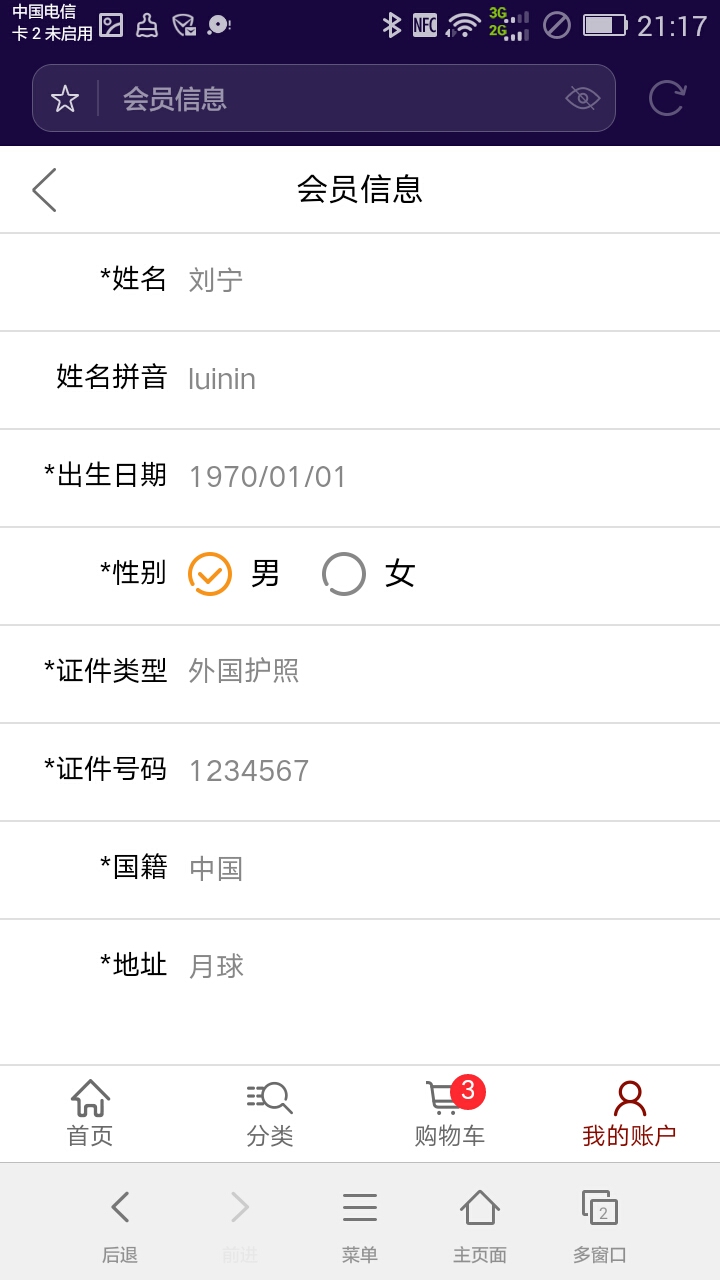 中国电信
卡 2 未启用
NFC
3G
2G
21:17
会员信息
会员信息
*姓名 刘宁
姓名拼音 luinin
*出生日期 1970/01/01
*性别 男 女
*证件类型 外国护照
*证件号码 1234567
*国籍 中国
*地址 月球
3
首页 分类 购物车 我的账户
2
后退 前进 菜单 主页面 多窗口